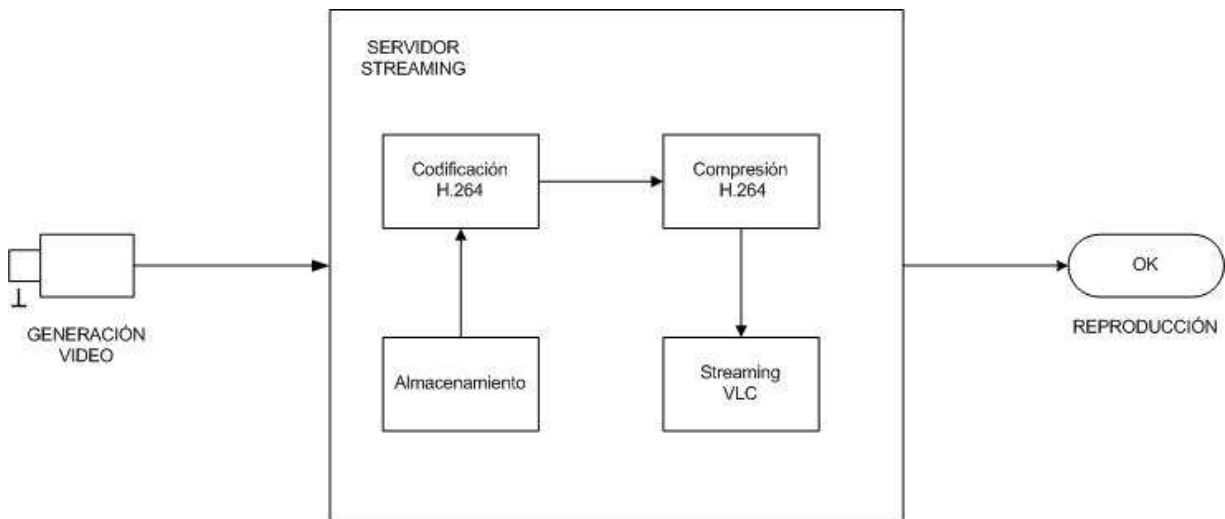 SERVIDOR
STREAMING
Codificación
H.264
Compresión
H.264
GENERACIÓN
VIDEO
OK
REPRODUCCIÓN
Almacenamiento
Streaming
VLC